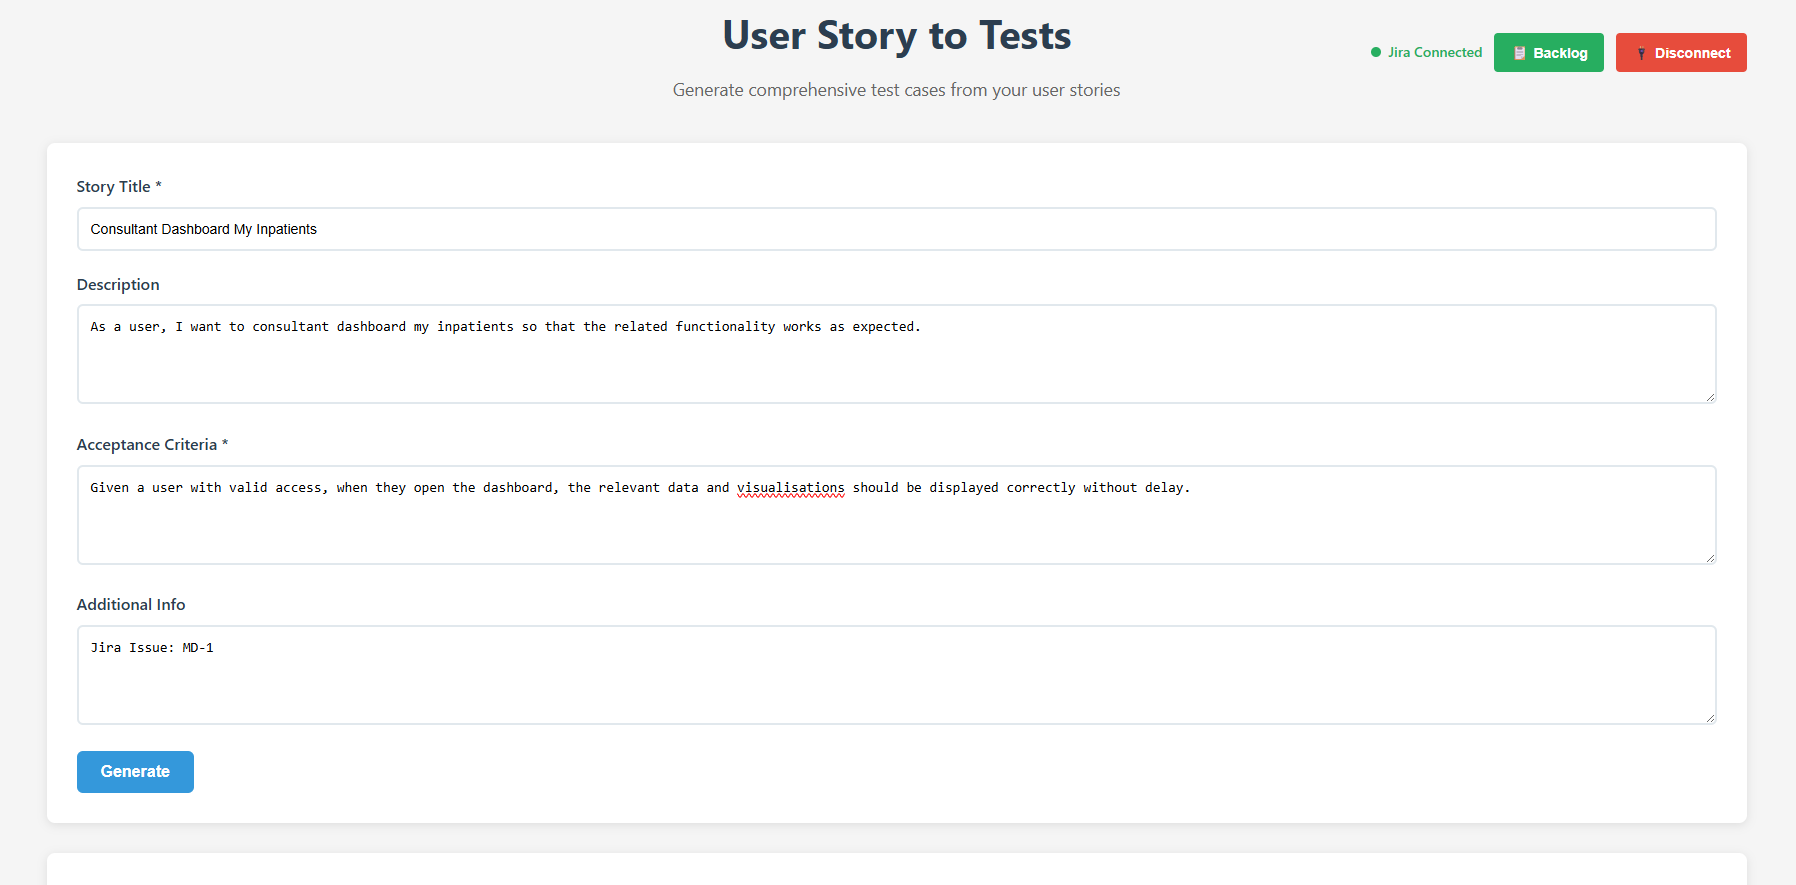 User Story to Tests
Generate comprehensive test cases from your user stories
Jira Connected
Backlog
Disconnect
Story Title *
Consultant Dashboard My Inpatients
Description
As a user, I want to consultant dashboard my inpatients so that the related functionality works as expected.
Acceptance Criteria *
Given a user with valid access, when they open the dashboard, the relevant data and visualisations should be displayed correctly without delay.
Additional Info
Jira Issue: MD-1
Generate